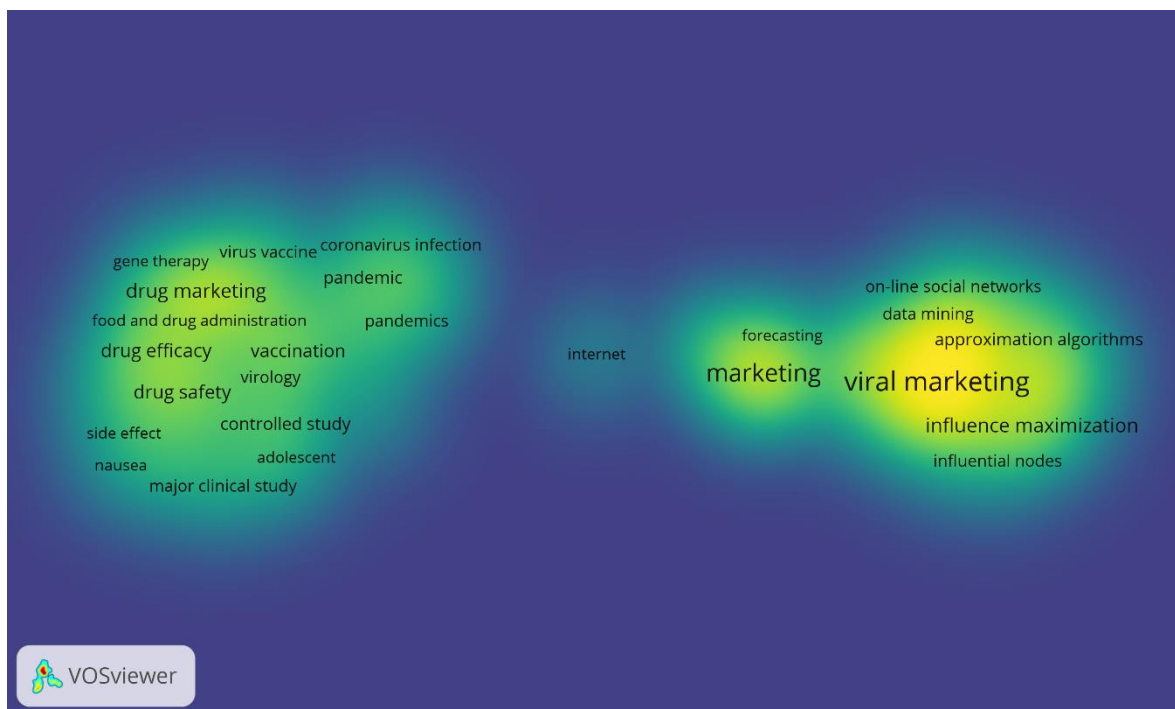 gene therapy
virus vaccine
coronavirus infection
drug marketing
pandemic
food and drug administration
pandemics
drug efficacy
vaccination
virology
drug safety
controlled study
side effect
adolescent
nausea
major clinical study
internet
forecasting
marketing
on-line social networks
data mining
approximation algorithms
viral marketing
influence maximization
influential nodes
VOSviewer